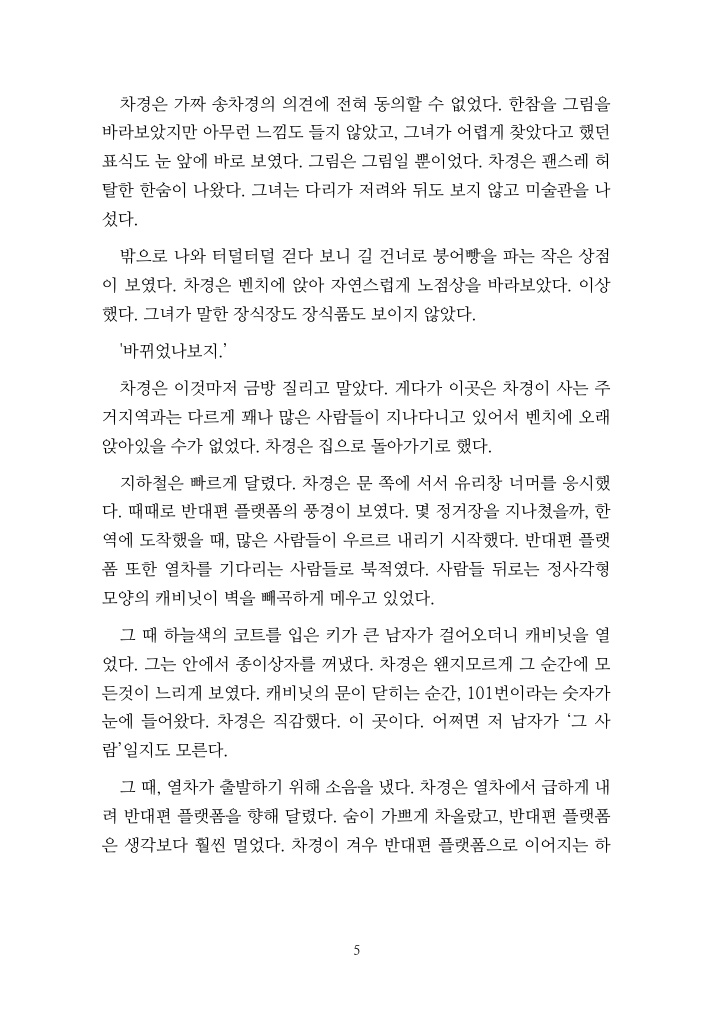 차경은 가짜 송차경의 의견에 전혀 동의할 수 없었다. 한참을 그림을
바라보았지만 아무런 느낌도 들지 않았고, 그녀가 어렵게 찾았다고 했던
표식도 눈 앞에 바로 보였다. 그림은 그림일 뿐이었다. 차경은 괜스레 허
탈한 한숨이 나왔다. 그녀는 다리가 저려와 뒤도 보지 않고 미술관을 나
섰다.
밖으로 나와 터덜터덜 걷다 보니 길 건너로 붕어빵을 파는 작은 상점
이 보였다. 차경은 벤치에 앉아 자연스럽게 노점상을 바라보았다. 이상
했다. 그녀가 말한 장식장도 장식품도 보이지 않았다.
'바뀌었나보지.’
차경은 이것마저 금방 질리고 말았다. 게다가 이곳은 차경이 사는 주
거지역과는 다르게 꽤나 많은 사람들이 지나다니고 있어서 벤치에 오래
앉아있을 수가 없었다. 차경은 집으로 돌아가기로 했다.
지하철은 빠르게 달렸다. 차경은 문 쪽에 서서 유리창 너머를 응시했
다. 때때로 반대편 플랫폼의 풍경이 보였다. 몇 정거장을 지나쳤을까, 한
역에 도착했을 때, 많은 사람들이 우르르 내리기 시작했다. 반대편 플랫
폼 또한 열차를 기다리는 사람들로 북적였다. 사람들 뒤로는 정사각형
모양의 캐비닛이 벽을 빼곡하게 메우고 있었다.
그 때 하늘색의 코트를 입은 키가 큰 남자가 걸어오더니 캐비닛을 열
었다. 그는 안에서 종이상자를 꺼냈다. 차경은 왠지모르게 그 순간에 모
든것이 느리게 보였다. 캐비닛의 문이 닫히는 순간, 101번이라는 숫자가
눈에 들어왔다. 차경은 직감했다. 이 곳이다. 어쩌면 저 남자가 ‘그 사
람’일지도 모른다.
그 때, 열차가 출발하기 위해 소음을 냈다. 차경은 열차에서 급하게 내
려 반대편 플랫폼을 향해 달렸다. 숨이 가쁘게 차올랐고, 반대편 플랫폼
은 생각보다 훨씬 멀었다. 차경이 겨우 반대편 플랫폼으로 이어지는 하
5